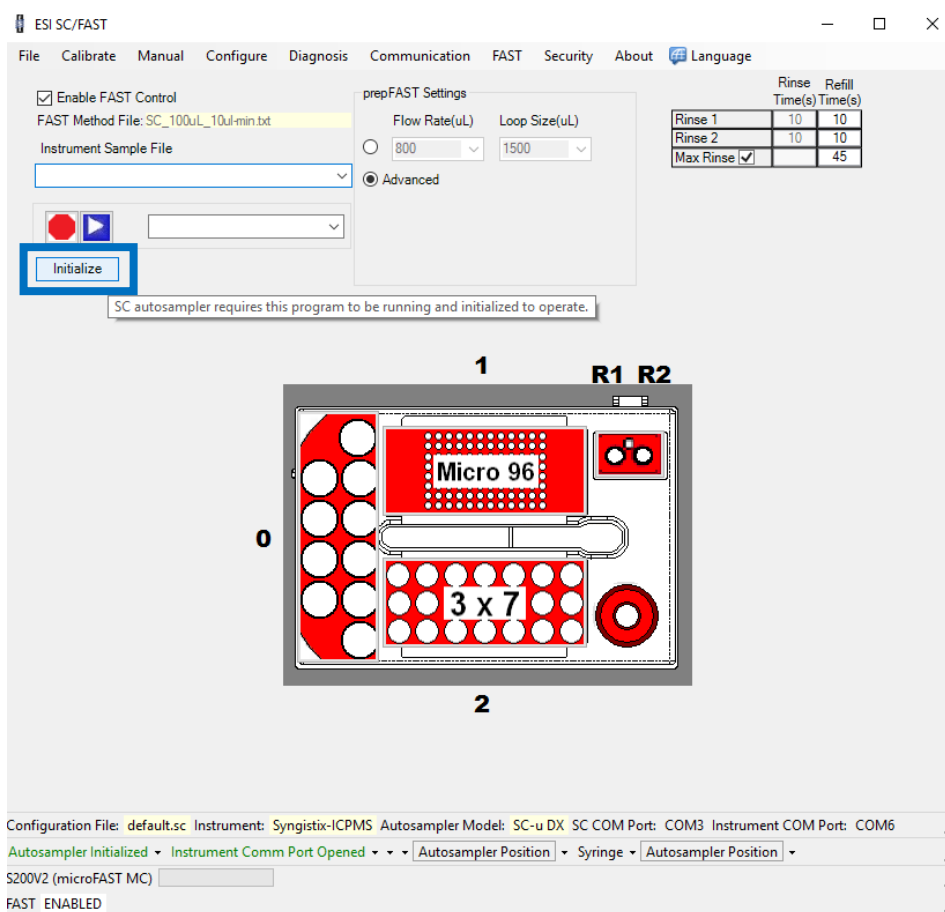 ESI SC/FAST
File Calibrate Manual Configure Diagnosis Communication FAST Security About Language
Enable FAST Control
FAST Method File: SC_100uL_10ul-min.txt
Instrument Sample File
Initialize
SC autosampler requires this program to be running and initialized to operate.
prepFAST Settings
Flow Rate(uL) Loop Size(uL)
800 1500
Advanced
Rinse Time(s) Refill Time(s)
Rinse 1 10 10
Rinse 2 10 10
Max Rinse 45
1
R1 R2
Micro 96
0
3 x 7
2
Configuration File: default.sc Instrument: Syngistix-ICPMS Autosampler Model: SC-u DX SC COM Port: COM3 Instrument COM Port: COM6
Autosampler Initialized Instrument Comm Port Opened Autosampler Position Syringe Autosampler Position
S200V2 (microFAST MC)
FAST ENABLED